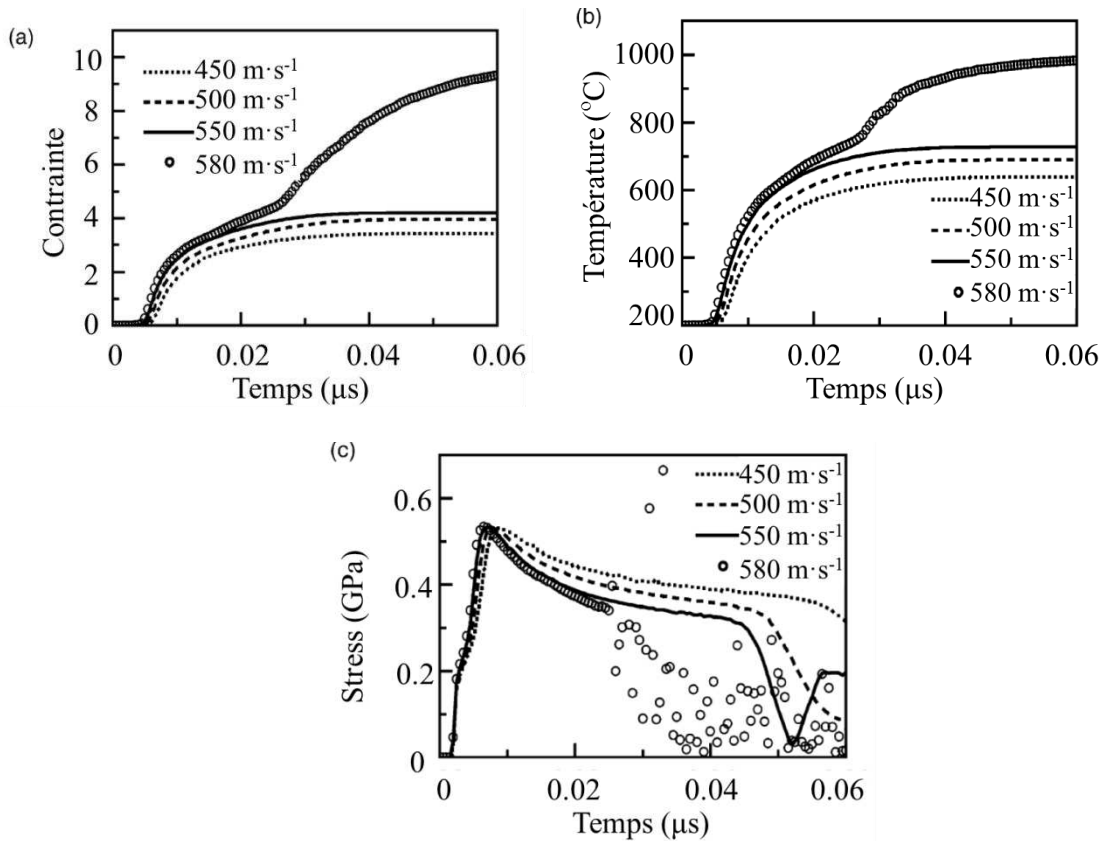 (a)
Contrainte
10
8
6
4
2
0
450 m·s⁻¹
500 m·s⁻¹
550 m·s⁻¹
580 m·s⁻¹
0 0.02 0.04 0.06
Temps (µs)
(b)
Température (°C)
1000
800
600
400
200
450 m·s⁻¹
500 m·s⁻¹
550 m·s⁻¹
580 m·s⁻¹
0 0.02 0.04 0.06
Temps (µs)
(c)
Stress (GPa)
0.6
0.4
0.2
0
450 m·s⁻¹
500 m·s⁻¹
550 m·s⁻¹
580 m·s⁻¹
0 0.02 0.04 0.06
Temps (µs)